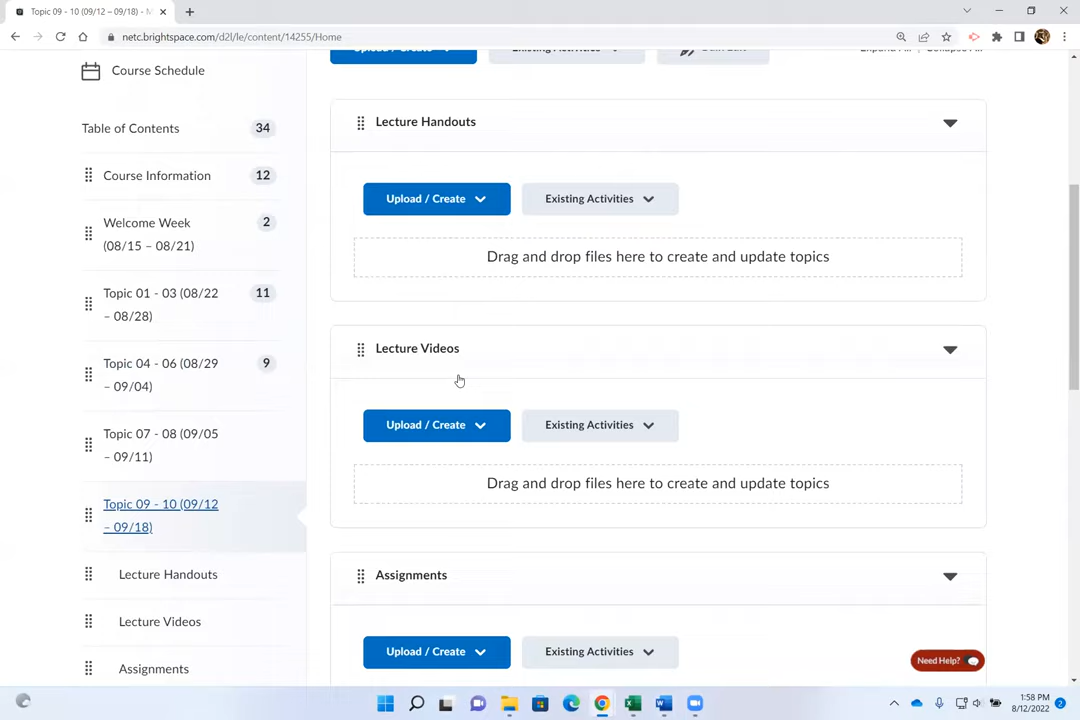 Topic 09 - 10 (09/12 – 09/18) - M
netc.brightspace.com/d2l/le/content/14255/Home
Upload / Create
Existing Activities
Bulk Edit
Expand All
Collapse All
Course Schedule
Table of Contents 34
Course Information 12
Welcome Week 2
(08/15 – 08/21)
Topic 01 - 03 (08/22 11
– 08/28)
Topic 04 - 06 (08/29 9
– 09/04)
Topic 07 - 08 (09/05
– 09/11)
Topic 09 - 10 (09/12
– 09/18)
Lecture Handouts
Lecture Videos
Assignments
Lecture Handouts
Upload / Create
Existing Activities
Drag and drop files here to create and update topics
Lecture Videos
Upload / Create
Existing Activities
Drag and drop files here to create and update topics
Assignments
Upload / Create
Existing Activities
Need Help?
1:58 PM
8/12/2022
2